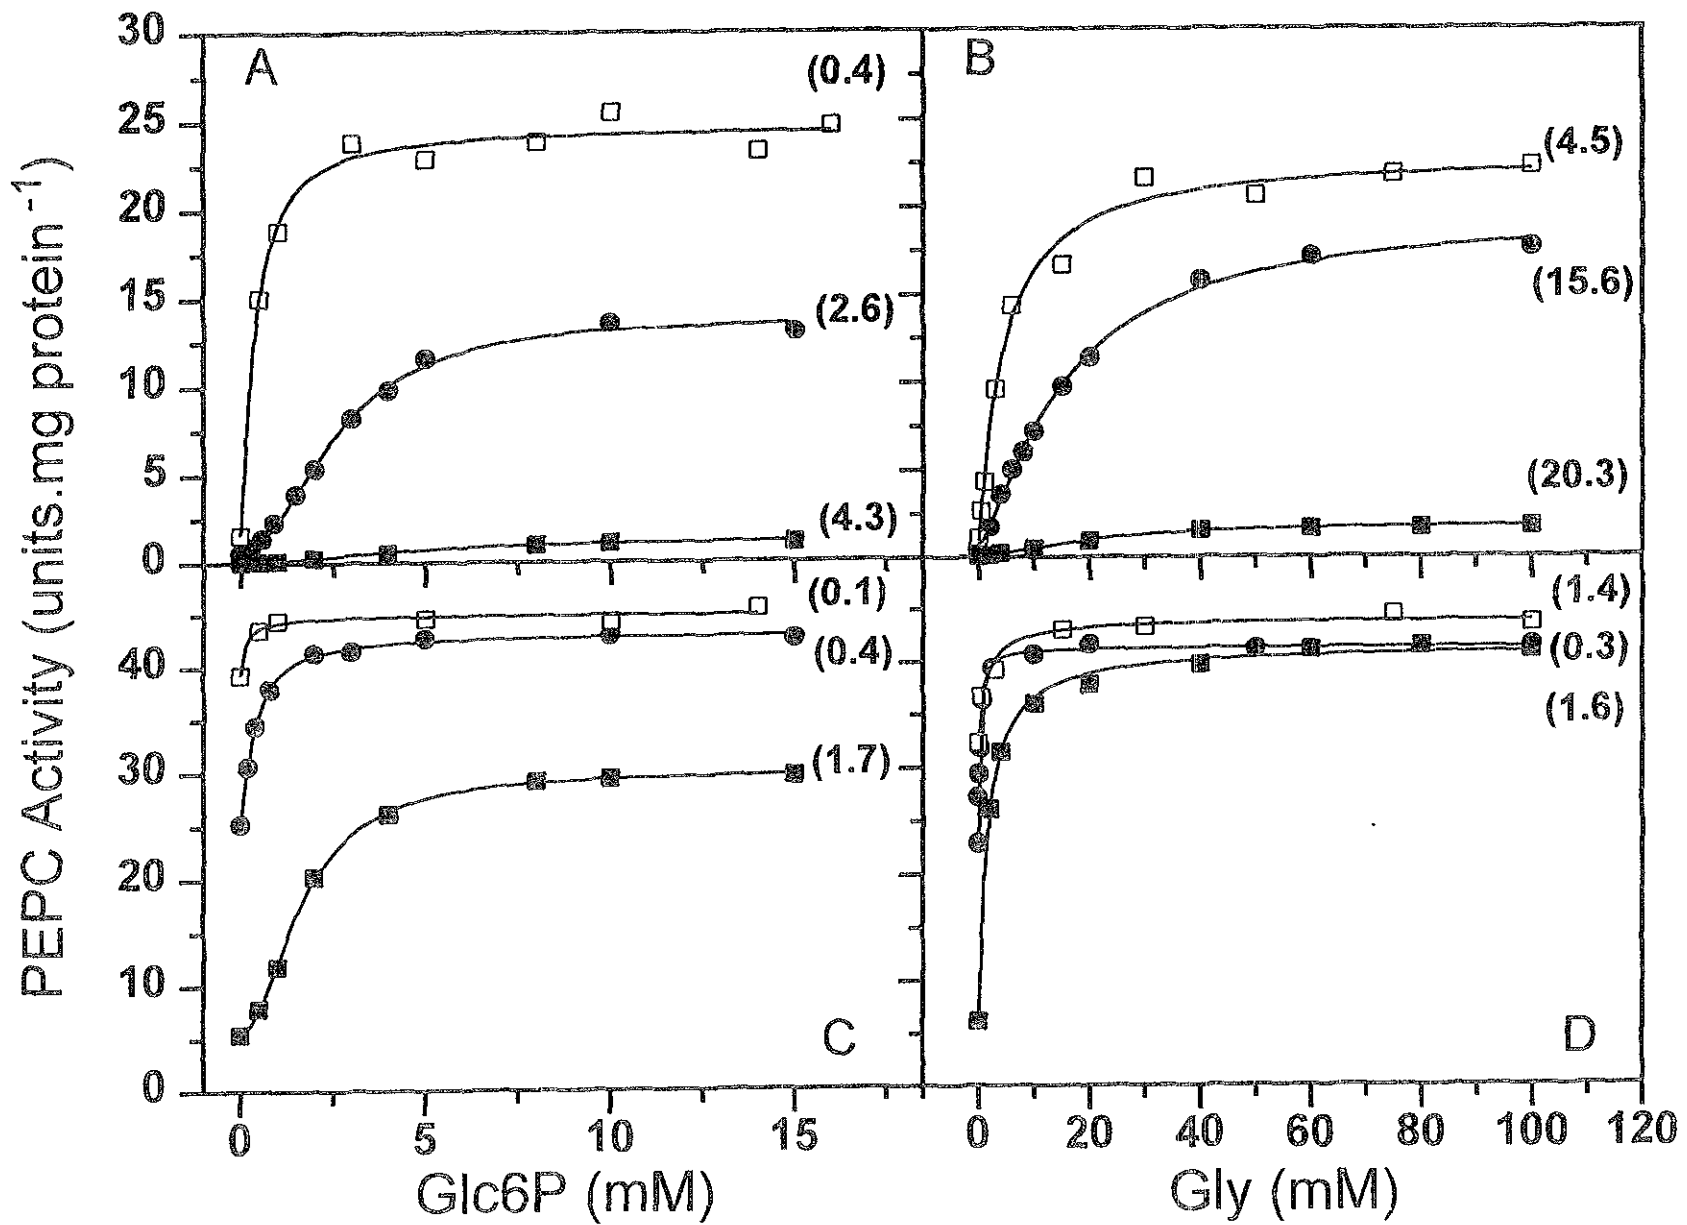 PEPC Activity (units.mg protein⁻¹)
30
25
20
15
10
5
0
A
(0.4)
(2.6)
(4.3)
B
(4.5)
(15.6)
(20.3)
40
30
20
10
0
(0.1)
(0.4)
(1.7)
C
(1.4)
(0.3)
(1.6)
D
0 5 10 15
0 20 40 60 80 100 120
Glc6P (mM)
Gly (mM)